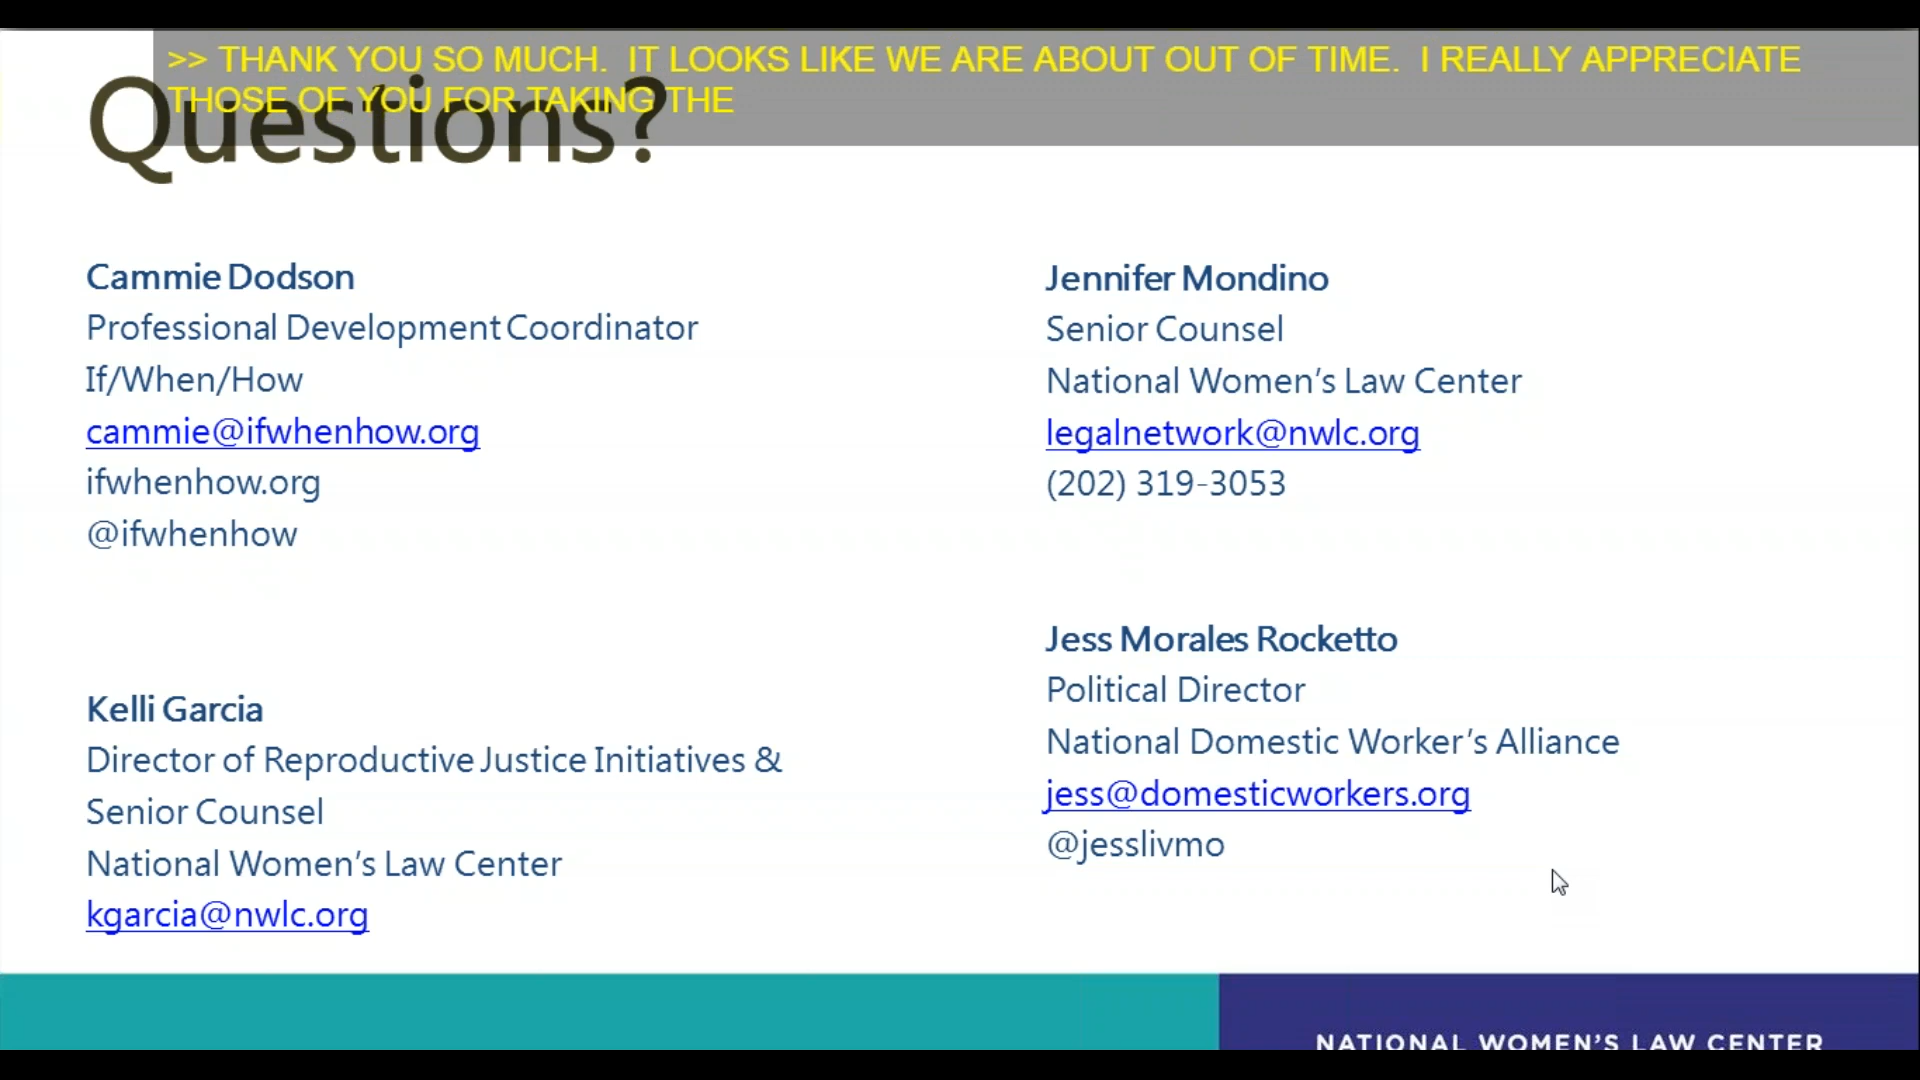 >> THANK YOU SO MUCH.  IT LOOKS LIKE WE ARE ABOUT OUT OF TIME.  I REALLY APPRECIATE
THOSE OF YOU FOR TAKING THE
Questions?
Cammie Dodson
Professional Development Coordinator
If/When/How
cammie@ifwhenhow.org
ifwhenhow.org
@ifwhenhow
Kelli Garcia
Director of Reproductive Justice Initiatives &
Senior Counsel
National Women's Law Center
kgarcia@nwlc.org
Jennifer Mondino
Senior Counsel
National Women's Law Center
legalnetwork@nwlc.org
(202) 319-3053
Jess Morales Rocketto
Political Director
National Domestic Worker's Alliance
jess@domesticworkers.org
@jesslivmo
NATIONAL WOMEN'S LAW CENTER